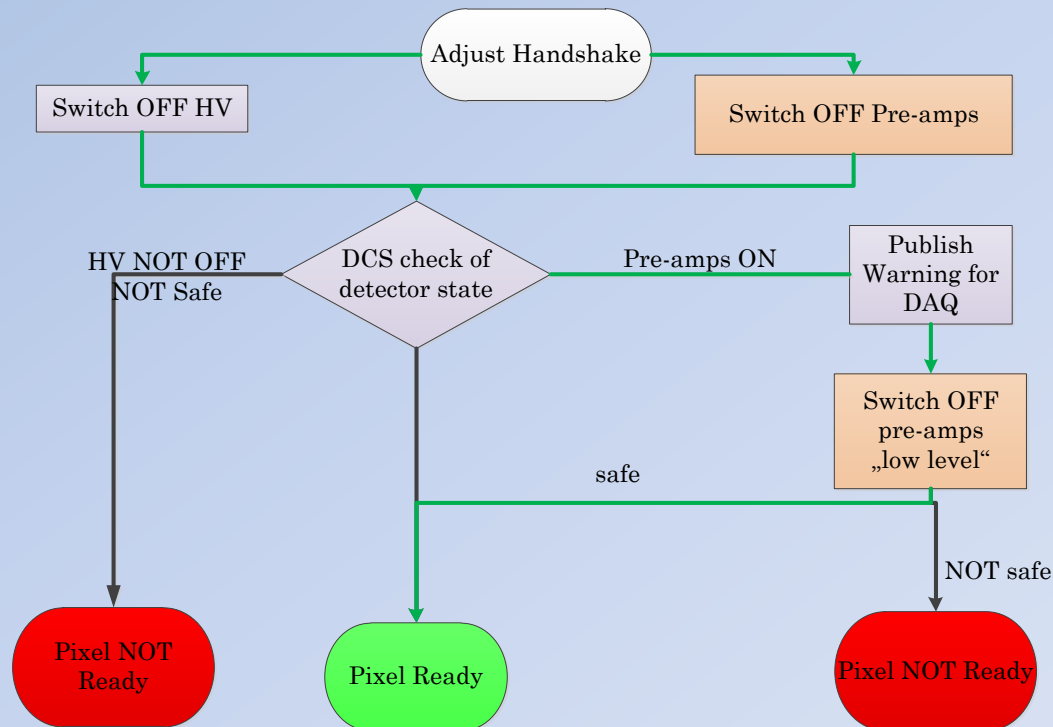 Adjust Handshake
Switch OFF HV
Switch OFF Pre-amps
HV NOT OFF
NOT Safe
DCS check of
detector state
Pre-amps ON
Publish
Warning for
DAQ
Switch OFF
pre-amps
„low level“
safe
NOT safe
Pixel NOT
Ready
Pixel Ready
Pixel NOT Ready